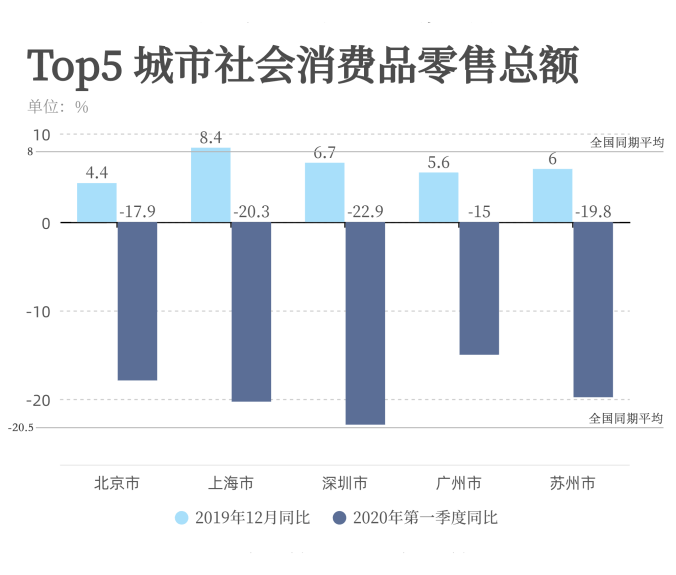 Top5 城市社会消费品零售总额
单位：%
10
8
全国同期平均
4.4
8.4
6.7
5.6
6
-17.9
-20.3
-22.9
-15
-19.8
0
-10
-20
-20.5
全国同期平均
北京市 上海市 深圳市 广州市 苏州市
2019年12月同比 2020年第一季度同比